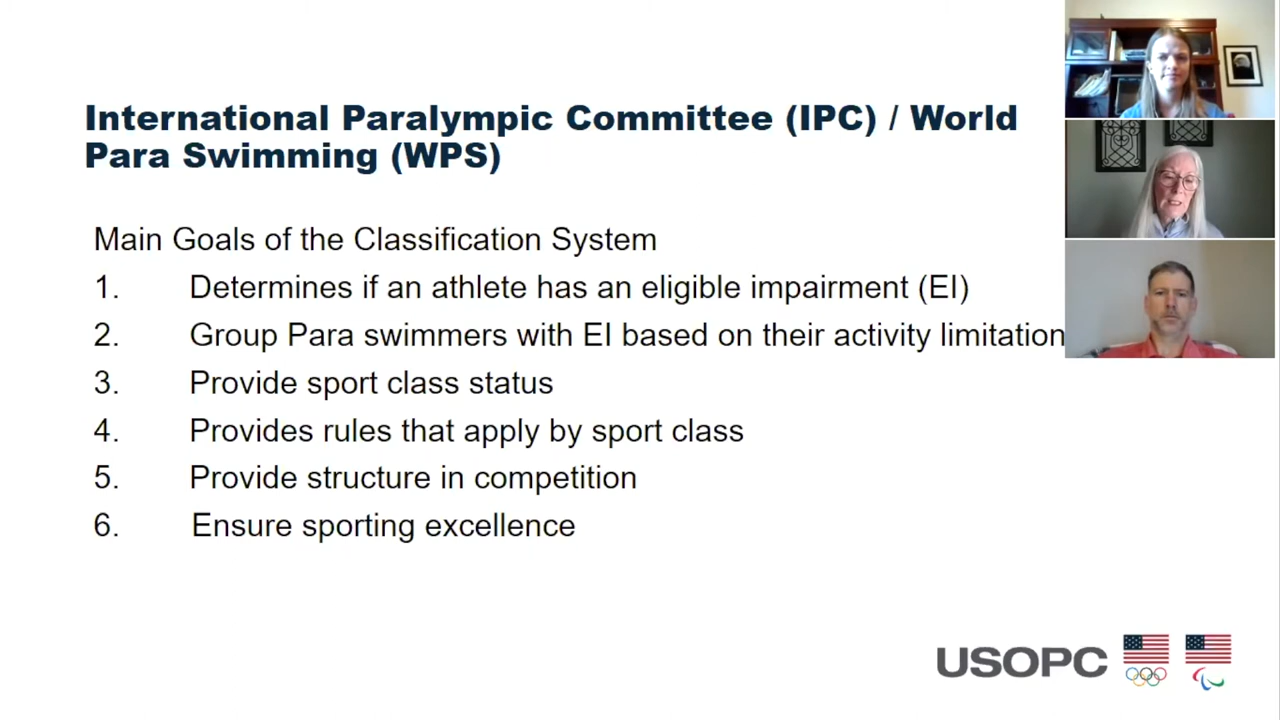 International Paralympic Committee (IPC) / World
Para Swimming (WPS)
Main Goals of the Classification System
1. Determines if an athlete has an eligible impairment (EI)
2. Group Para swimmers with EI based on their activity limitation
3. Provide sport class status
4. Provides rules that apply by sport class
5. Provide structure in competition
6. Ensure sporting excellence
USOPC